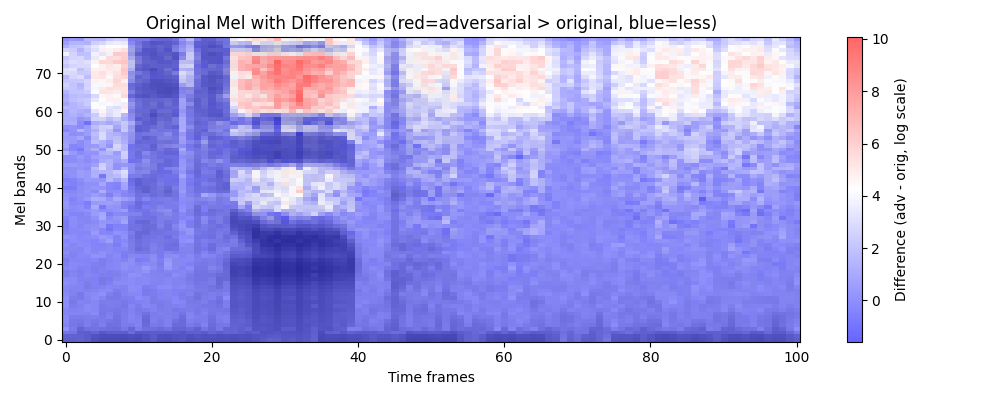 Original Mel with Differences (red=adversarial > original, blue=less)
70
60
50
40
30
20
10
0
Mel bands
0 20 40 60 80 100
Time frames
10
8
6
4
2
0
Difference (adv - orig, log scale)